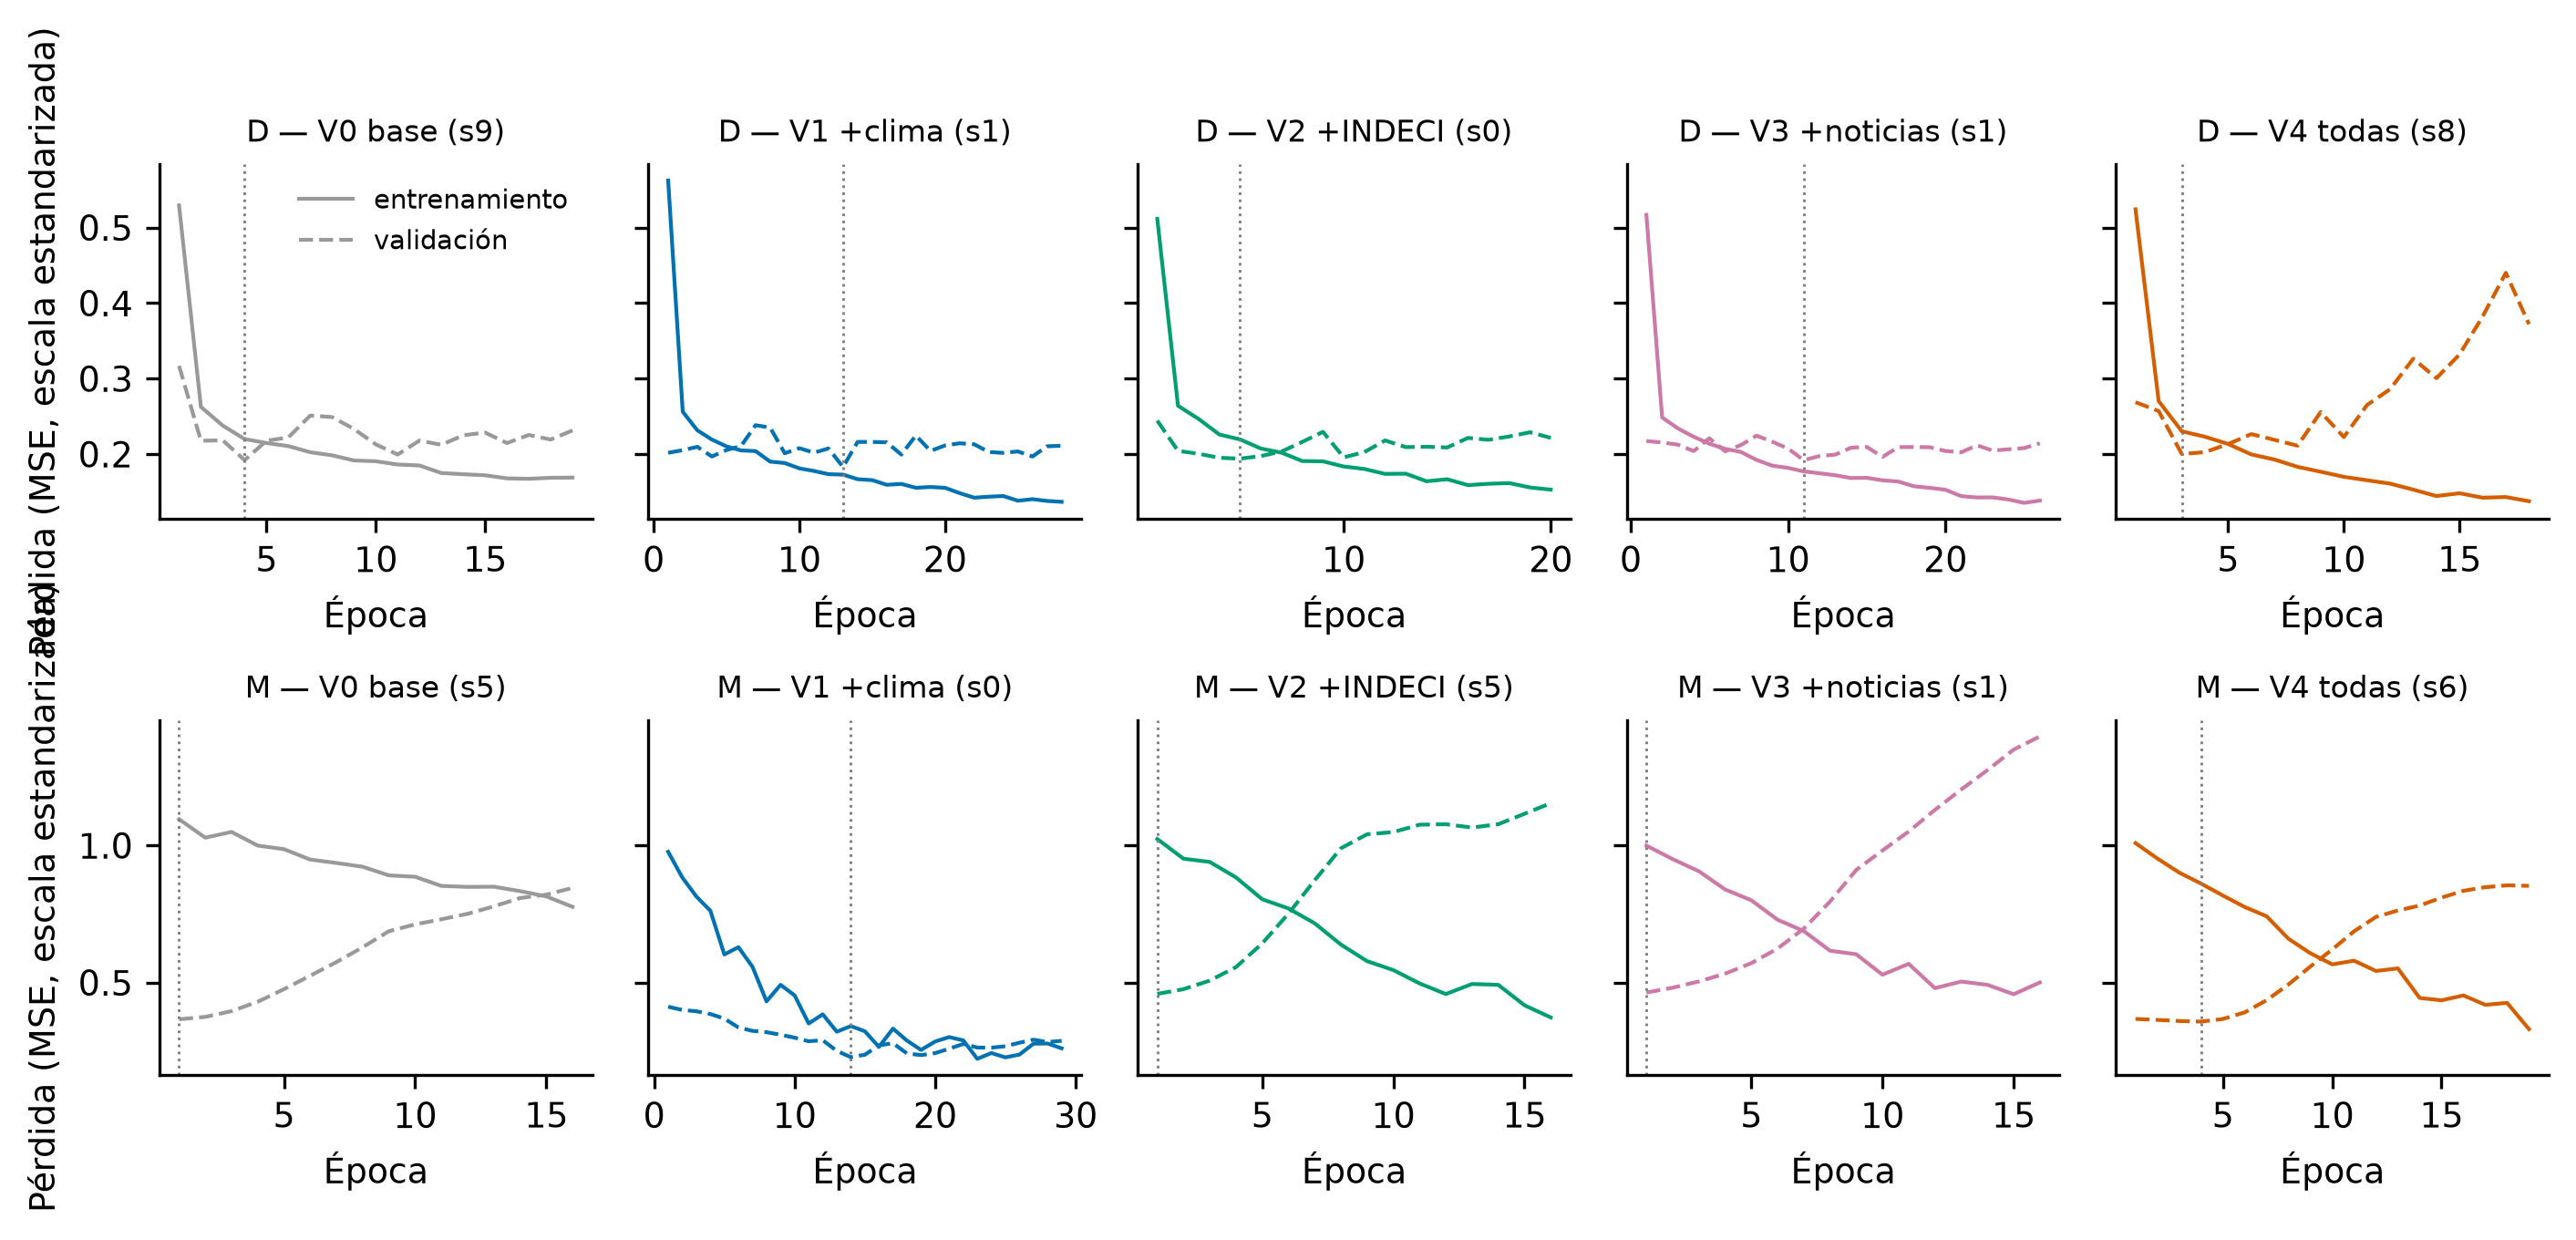 Pérdida (MSE, escala estandarizada)
D — V0 base (s9)
entrenamiento
validación
0.5
0.4
0.3
0.2
5 10 15
Época
D — V1 +clima (s1)
0 10 20
Época
D — V2 +INDECI (s0)
10 20
Época
D — V3 +noticias (s1)
0 10 20
Época
D — V4 todas (s8)
5 10 15
Época
Pérdida (MSE, escala estandarizada)
M — V0 base (s5)
1.0
0.5
5 10 15
Época
M — V1 +clima (s0)
0 10 20 30
Época
M — V2 +INDECI (s5)
5 10 15
Época
M — V3 +noticias (s1)
5 10 15
Época
M — V4 todas (s6)
5 10 15
Época